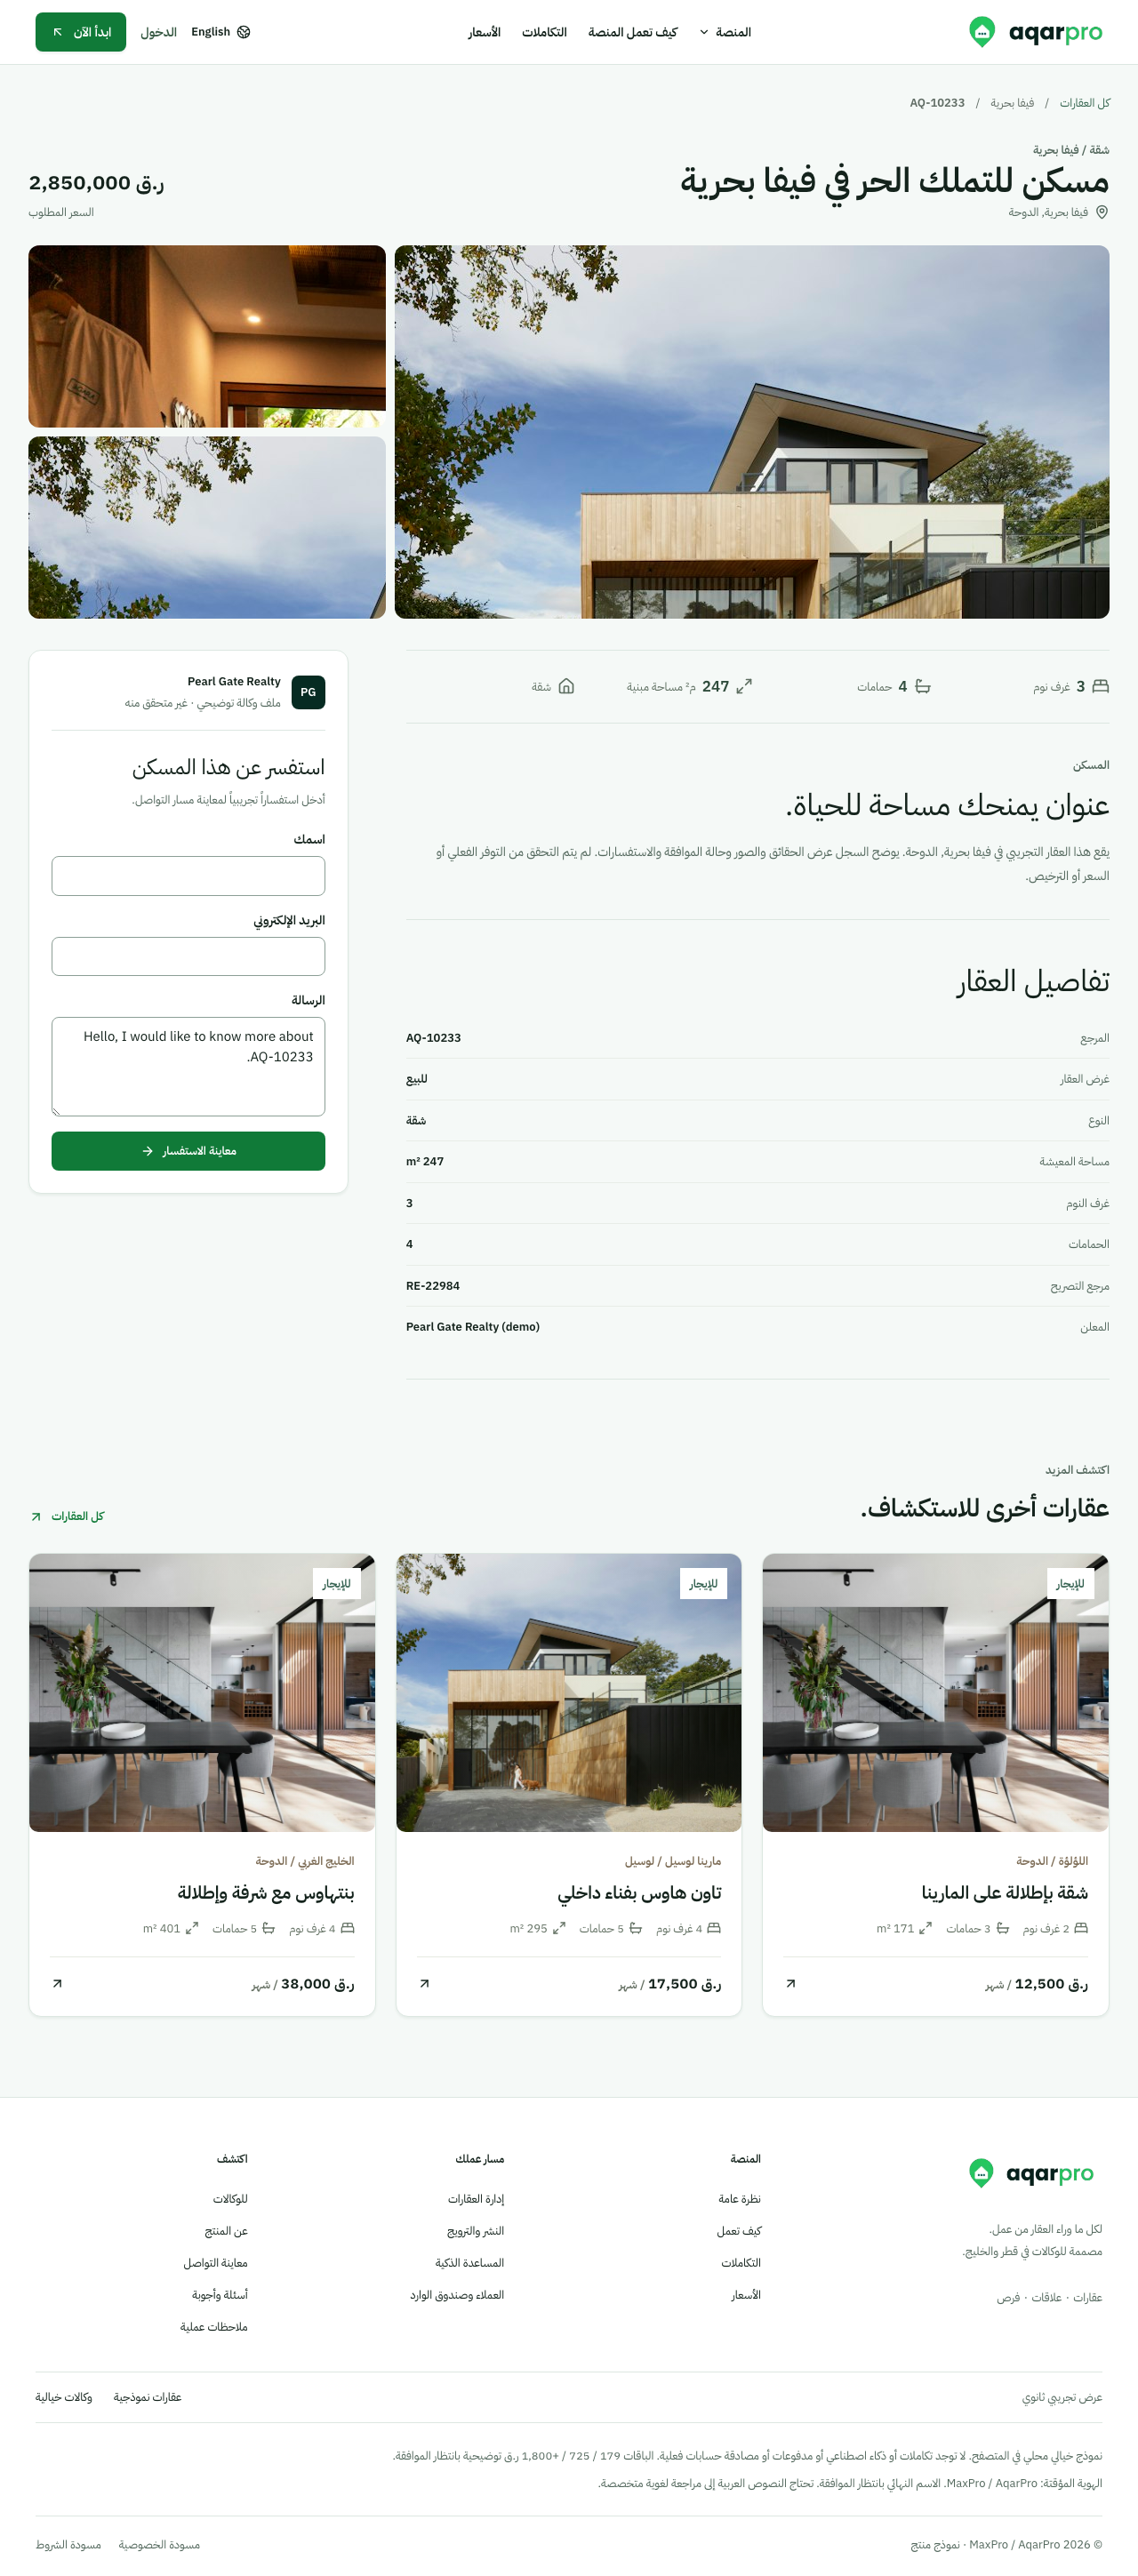 aqarpro
المنصة
كيف تعمل المنصة
التكاملات
الأسعار
English
الدخول
ابدأ الآن
كل العقارات / فيفا بحرية / AQ-10233
شقة / فيفا بحرية
مسكن للتملك الحر في فيفا بحرية
فيفا بحرية, الدوحة
ر.ق 2,850,000
السعر المطلوب
3 غرف نوم
4 حمامات
247 م² مساحة مبنية
شقة
المسكن
عنوان يمنحك مساحة للحياة.
يقع هذا العقار التجريبي في فيفا بحرية, الدوحة. يوضح السجل عرض الحقائق والصور وحالة الموافقة والاستفسارات. لم يتم التحقق من التوفر الفعلي أو
السعر أو الترخيص.
تفاصيل العقار
المرجع AQ-10233
غرض العقار للبيع
النوع شقة
مساحة المعيشة 247 m²
غرف النوم 3
الحمامات 4
مرجع التصريح RE-22984
المعلن Pearl Gate Realty (demo)
PG
Pearl Gate Realty
ملف وكالة توضيحي · غير متحقق منه
استفسر عن هذا المسكن
أدخل استفساراً تجريبياً لمعاينة مسار التواصل.
اسمك
البريد الإلكتروني
الرسالة
Hello, I would like to know more about
AQ-10233.
معاينة الاستفسار
اكتشف المزيد
عقارات أخرى للاستكشاف.
كل العقارات
للإيجار
اللؤلؤة / الدوحة
شقة بإطلالة على المارينا
2 غرف نوم 3 حمامات 171 m²
ر.ق 12,500 / شهر
للإيجار
مارينا لوسيل / لوسيل
تاون هاوس بفناء داخلي
4 غرف نوم 5 حمامات 295 m²
ر.ق 17,500 / شهر
للإيجار
الخليج الغربي / الدوحة
بنتهاوس مع شرفة وإطلالة
4 غرف نوم 5 حمامات 401 m²
ر.ق 38,000 / شهر
aqarpro
لكل ما وراء العقار من عمل.
مصممة للوكالات في قطر والخليج.
عقارات · علاقات · فرص
المنصة
نظرة عامة
كيف تعمل
التكاملات
الأسعار
مسار عملك
إدارة العقارات
النشر والترويج
المساعدة الذكية
العملاء وصندوق الوارد
اكتشف
للوكالات
عن المنتج
معاينة التواصل
أسئلة وأجوبة
ملاحظات عملية
عرض تجريبي ثانوي
عقارات نموذجية
وكالات خيالية
نموذج خيالي محلي في المتصفح. لا توجد تكاملات أو ذكاء اصطناعي أو مدفوعات أو مصادقة حسابات فعلية. الباقات 179 / 725 / +1,800 ر.ق توضيحية بانتظار الموافقة.
الهوية المؤقتة: MaxPro / AqarPro. الاسم النهائي بانتظار الموافقة. تحتاج النصوص العربية إلى مراجعة لغوية متخصصة.
© 2026 MaxPro / AqarPro · نموذج منتج
مسودة الخصوصية
مسودة الشروط